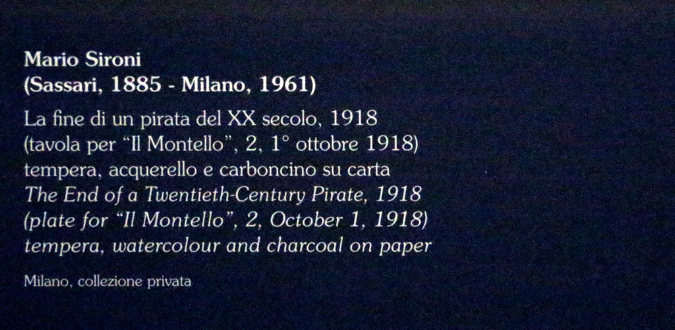 Mario Sironi
(Sassari, 1885 - Milano, 1961)
La fine di un pirata del XX secolo, 1918
(tavola per “Il Montello”, 2, 1° ottobre 1918)
tempera, acquerello e carboncino su carta
The End of a Twentieth-Century Pirate, 1918
(plate for “Il Montello”, 2, October 1, 1918)
tempera, watercolour and charcoal on paper
Milano, collezione privata